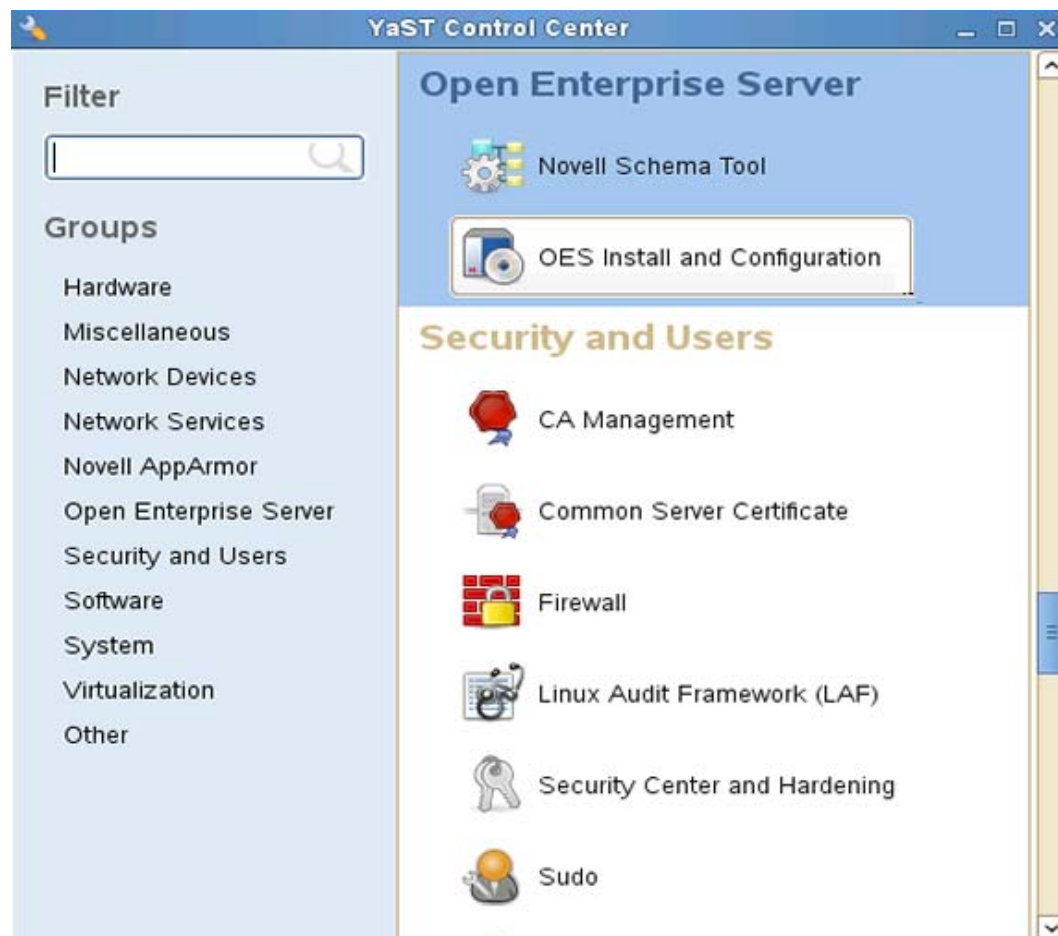 YaST Control Center
Filter
Groups
Hardware
Miscellaneous
Network Devices
Network Services
Novell AppArmor
Open Enterprise Server
Security and Users
Software
System
Virtualization
Other
Open Enterprise Server
Novell Schema Tool
OES Install and Configuration
Security and Users
CA Management
Common Server Certificate
Firewall
Linux Audit Framework (LAF)
Security Center and Hardening
Sudo